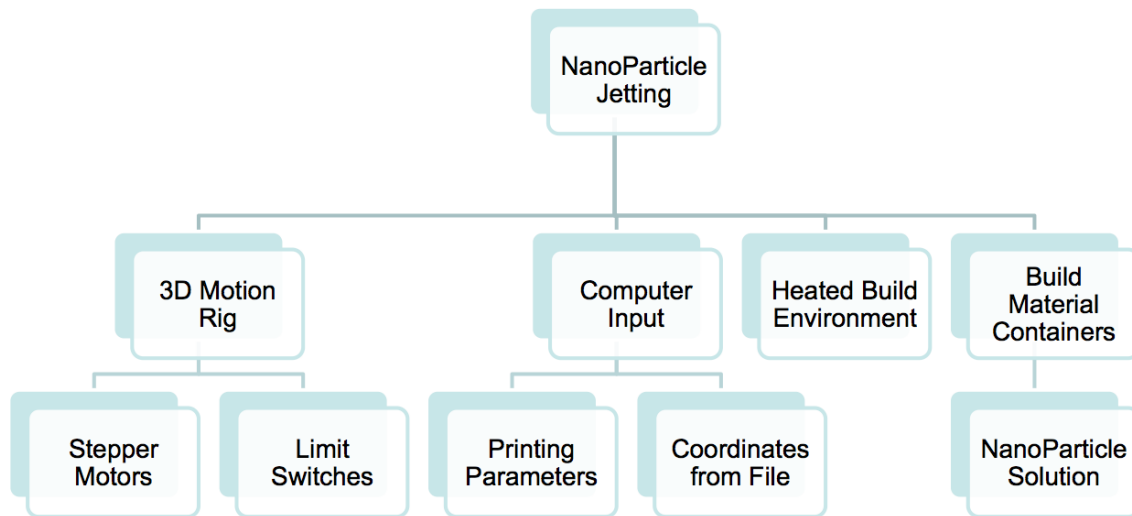 NanoParticle
Jetting
3D Motion
Rig
Computer
Input
Heated Build
Environment
Build
Material
Containers
Stepper
Motors
Limit
Switches
Printing
Parameters
Coordinates
from File
NanoParticle
Solution